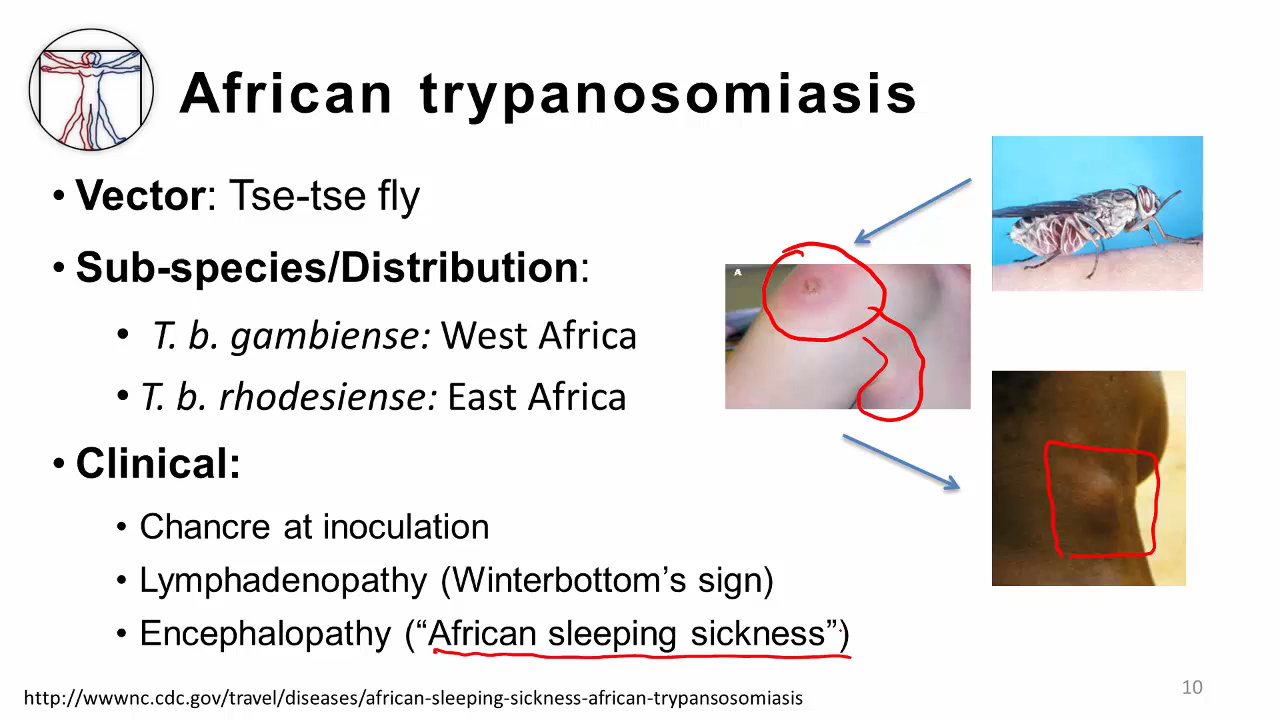 African trypanosomiasis
• Vector: Tse-tse fly
• Sub-species/Distribution:
• T. b. gambiense: West Africa
• T. b. rhodesiense: East Africa
• Clinical:
• Chancre at inoculation
• Lymphadenopathy (Winterbottom’s sign)
• Encephalopathy (“African sleeping sickness”)
A
http://wwwnc.cdc.gov/travel/diseases/african-sleeping-sickness-african-trypansosomiasis
10